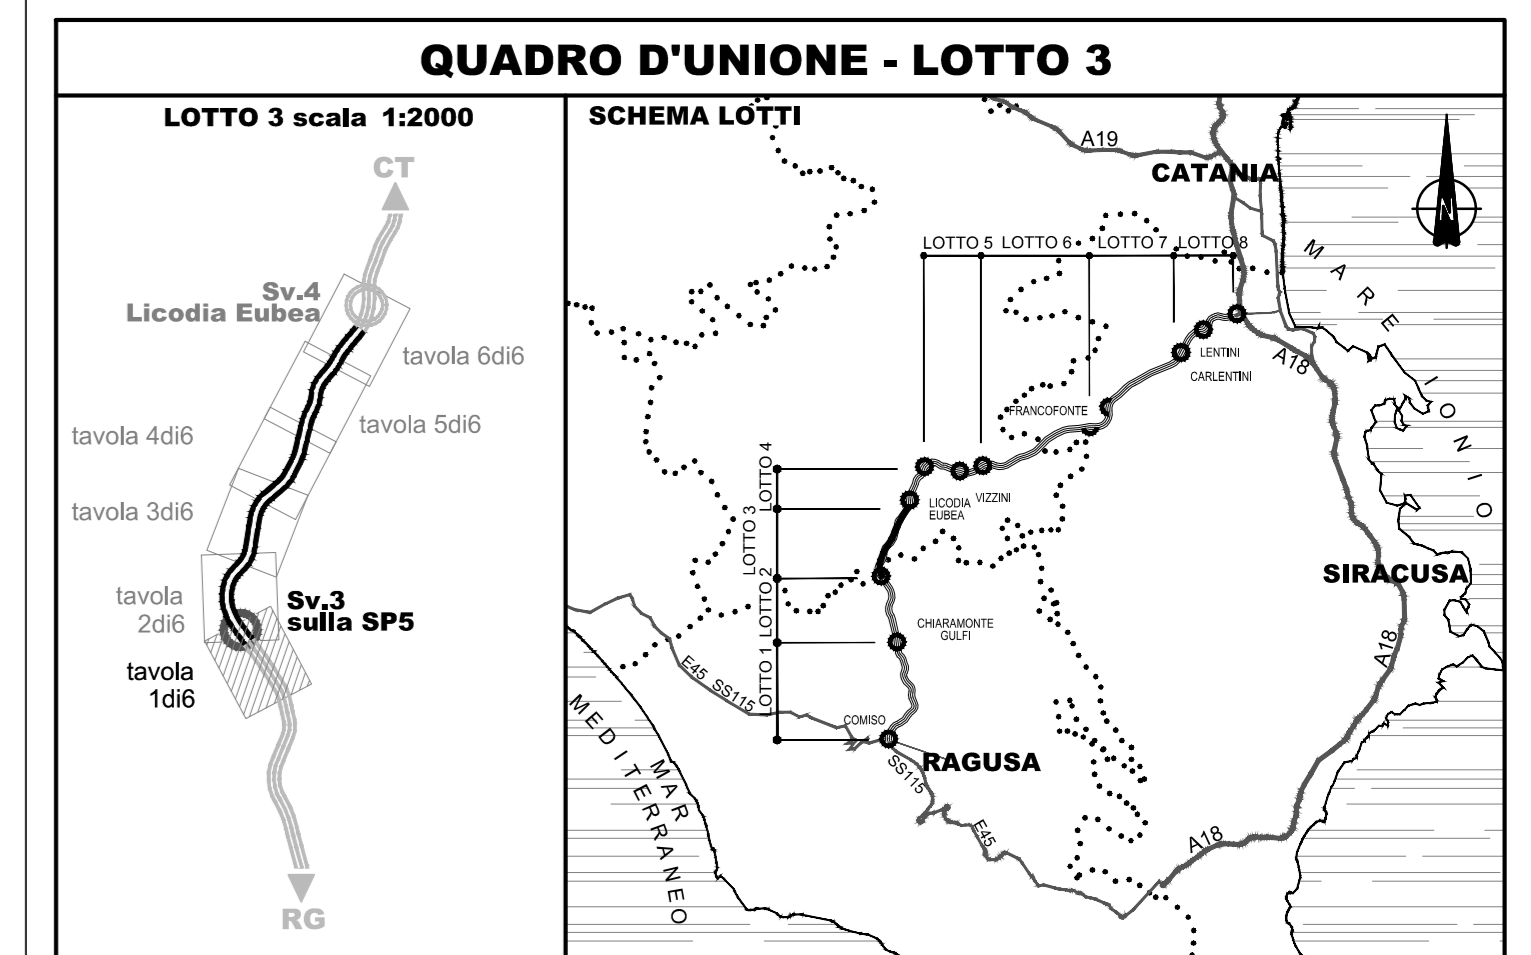 QUADRO D'UNIONE - LOTTO 3
LOTTO 3 scala 1:2000
CT
Sv.4
Licodia Eubea
tavola 6di6
tavola 5di6
tavola 4di6
tavola 3di6
tavola
2di6
Sv.3
sulla SP5
tavola
1di6
RG
SCHEMA LOTTI
A19
CATANIA
N
LOTTO 5 LOTTO 6 LOTTO 7 LOTTO 8
MARE
IONIO
LENTINI
CARLENTINI
A18
FRANCOFONTE
LOTTO 4
LOTTO 3
LOTTO 2
LOTTO 1
LICODIA
EUBEA
VIZZINI
SIRACUSA
CHIARAMONTE
GULFI
A18
E45 SS115
COMISO
RAGUSA
SS115
E45
A18
MAR
MEDITERRANEO